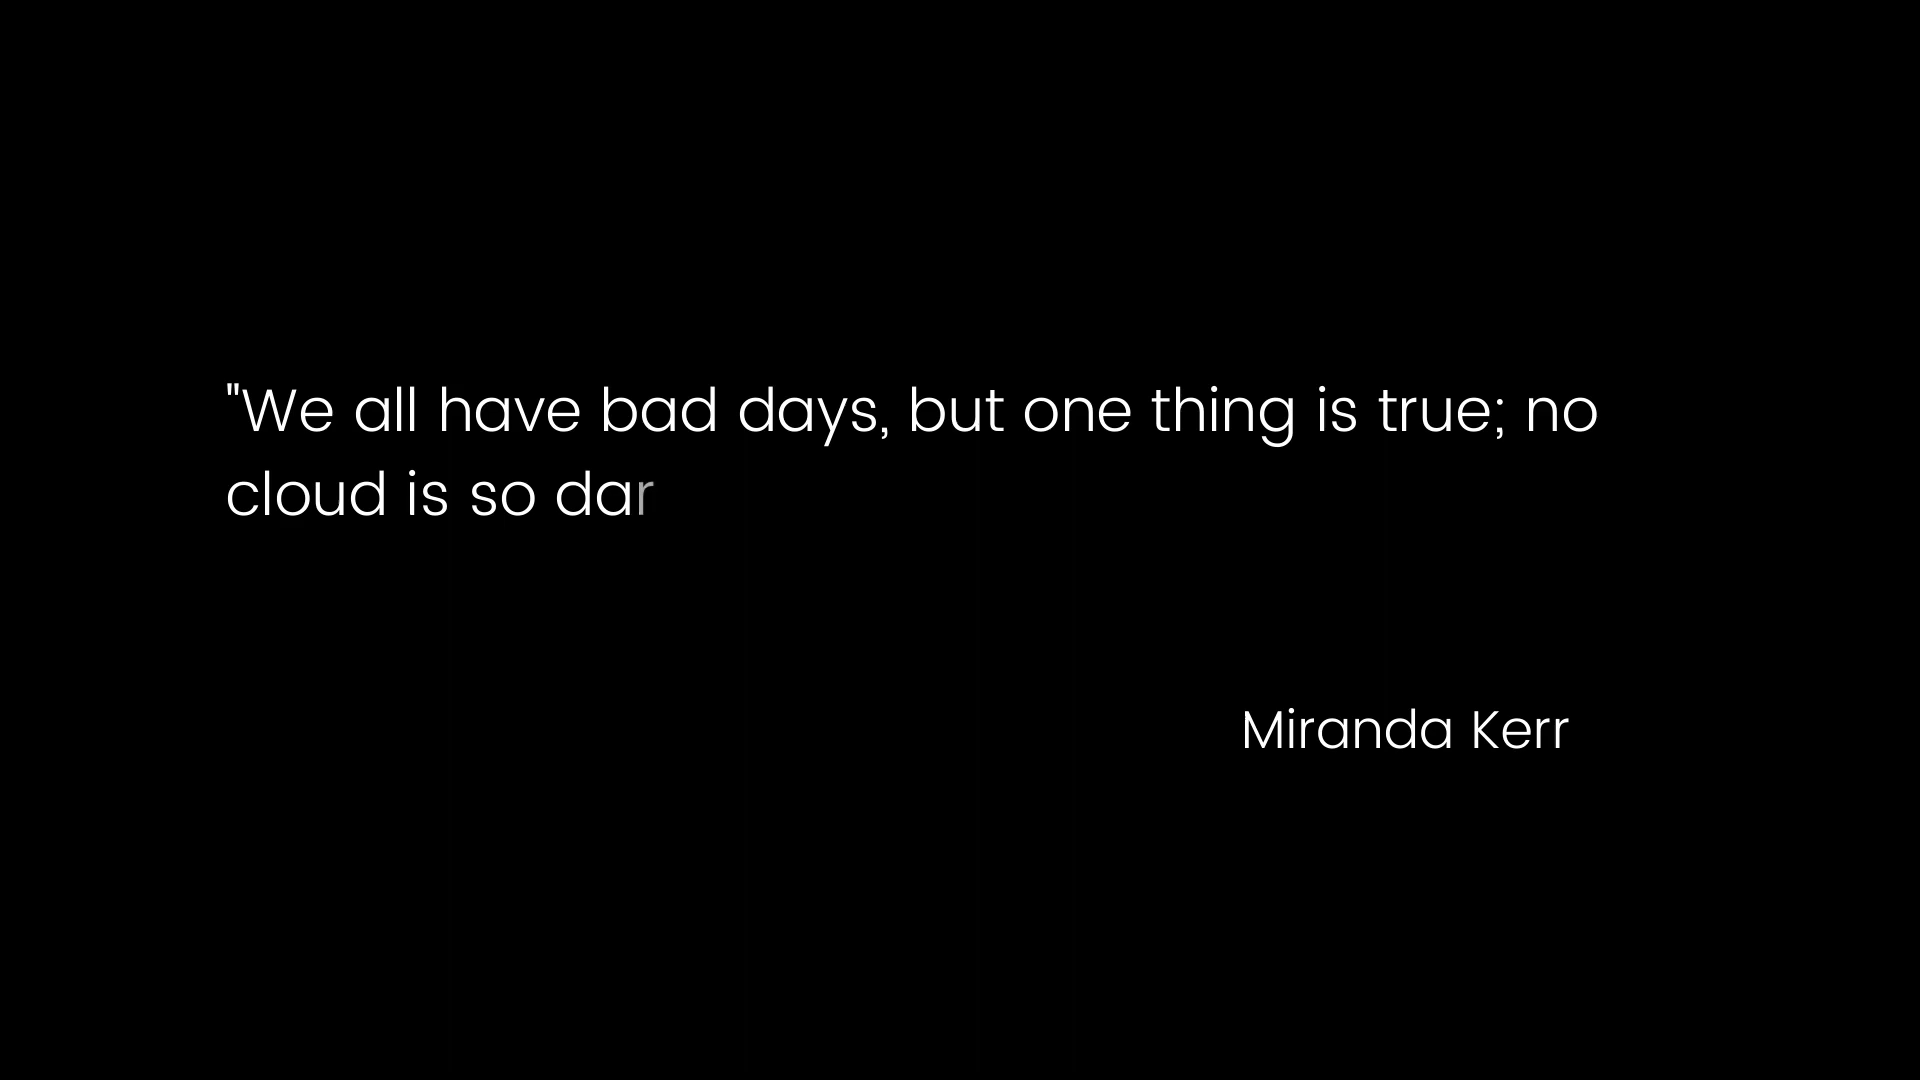 "We all have bad days, but one thing is true; no
cloud is so dar
Miranda Kerr